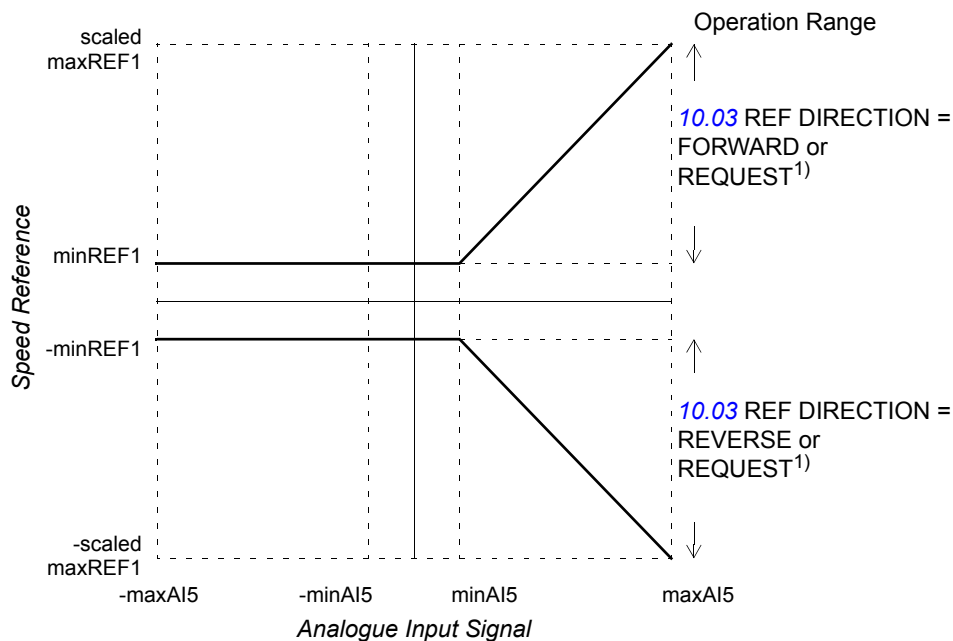 Operation Range
scaled
maxREF1
10.03 REF DIRECTION =
FORWARD or
REQUEST1)
minREF1
Speed Reference
-minREF1
10.03 REF DIRECTION =
REVERSE or
REQUEST1)
-scaled
maxREF1
-maxAI5 -minAI5 minAI5 maxAI5
Analogue Input Signal